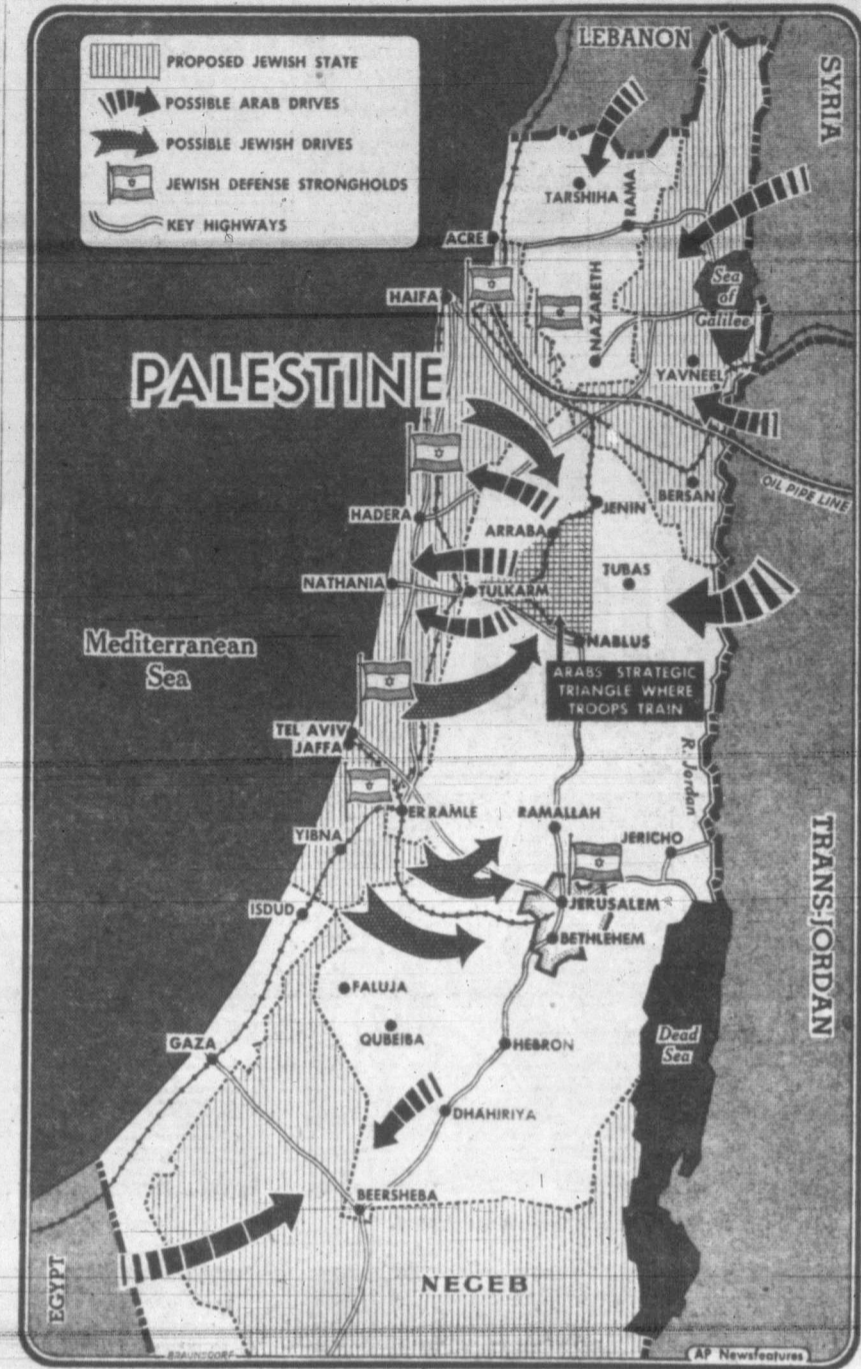 PROPOSED JEWISH STATE
POSSIBLE ARAB DRIVES
POSSIBLE JEWISH DRIVES
JEWISH DEFENSE STRONGHOLDS
KEY HIGHWAYS
LEBANON
SYRIA
TARSHIHA
RAMA
ACRE
Sea
of
Galilee
HAIFA
NAZARETH
YAVNEEL
PALESTINE
OIL PIPE LINE
BERSAN
JENIN
HADERA
ARRABA
TUBAS
NATHANIA
TULKARM
NABLUS
Mediterranean
Sea
ARABS STRATEGIC
TRIANGLE WHERE
TROOPS TRAIN
TEL AVIV
JAFFA
R. Jordan
ER RAMLE
RAMALLAH
YIBNA
JERICHO
TRANS-JORDAN
ISDUD
JERUSALEM
BETHLEHEM
FALUJA
QUBEIBA
GAZA
HEBRON
Dead
Sea
DHAHIRIYA
BEERSHEBA
EGYPT
NEGEB
BRAUNSDORF
AP Newsfeatures